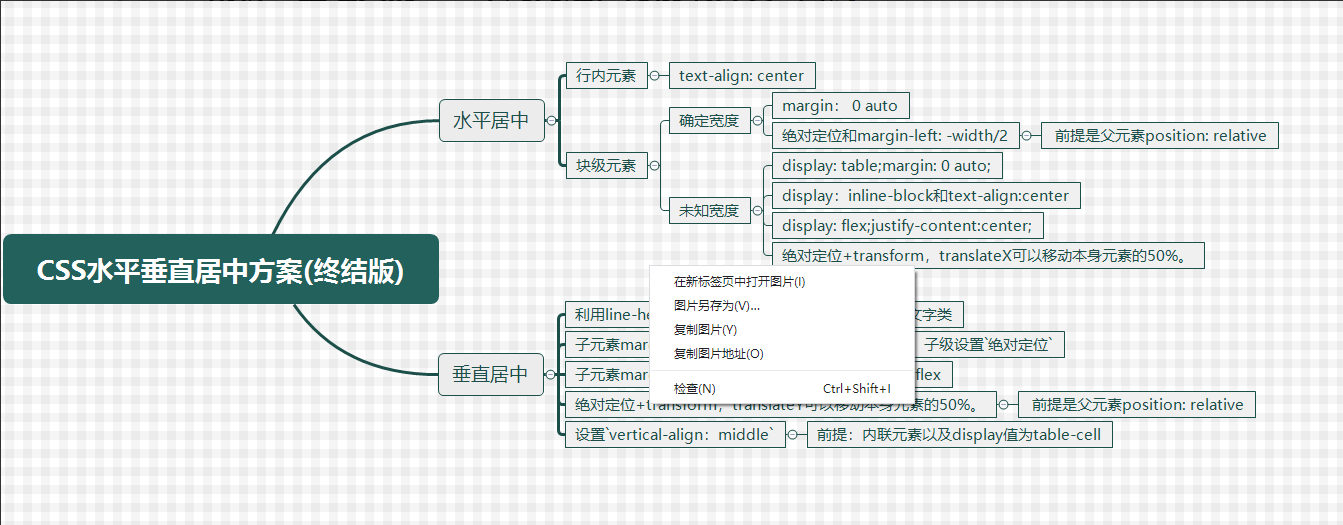 CSS水平垂直居中方案(终结版)
水平居中
行内元素
text-align: center
块级元素
确定宽度
margin： 0 auto
绝对定位和margin-left: -width/2
前提是父元素position: relative
未知宽度
display: table;margin: 0 auto;
display：inline-block和text-align:center
display: flex;justify-content:center;
绝对定位+transform，translateX可以移动本身元素的50%。
垂直居中
利用line-he
文字类
子元素mar
子级设置`绝对定位`
子元素mar
flex
绝对定位+transform，translateY可以移动本身元素的50%。
前提是父元素position: relative
设置`vertical-align：middle`
前提：内联元素以及display值为table-cell
在新标签页中打开图片(I)
图片另存为(V)...
复制图片(Y)
复制图片地址(O)
检查(N) Ctrl+Shift+I